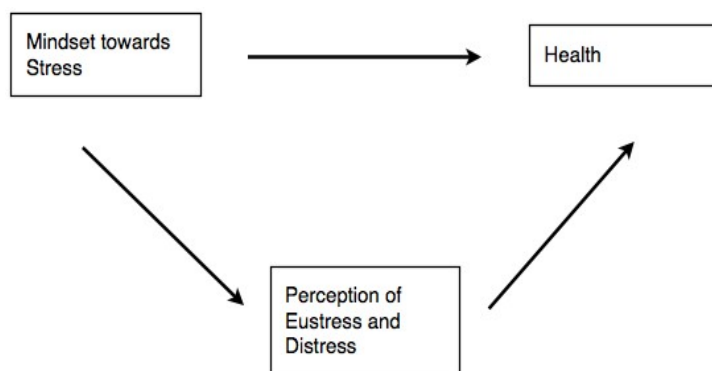 Mindset towards
Stress
Health
Perception of
Eustress and
Distress